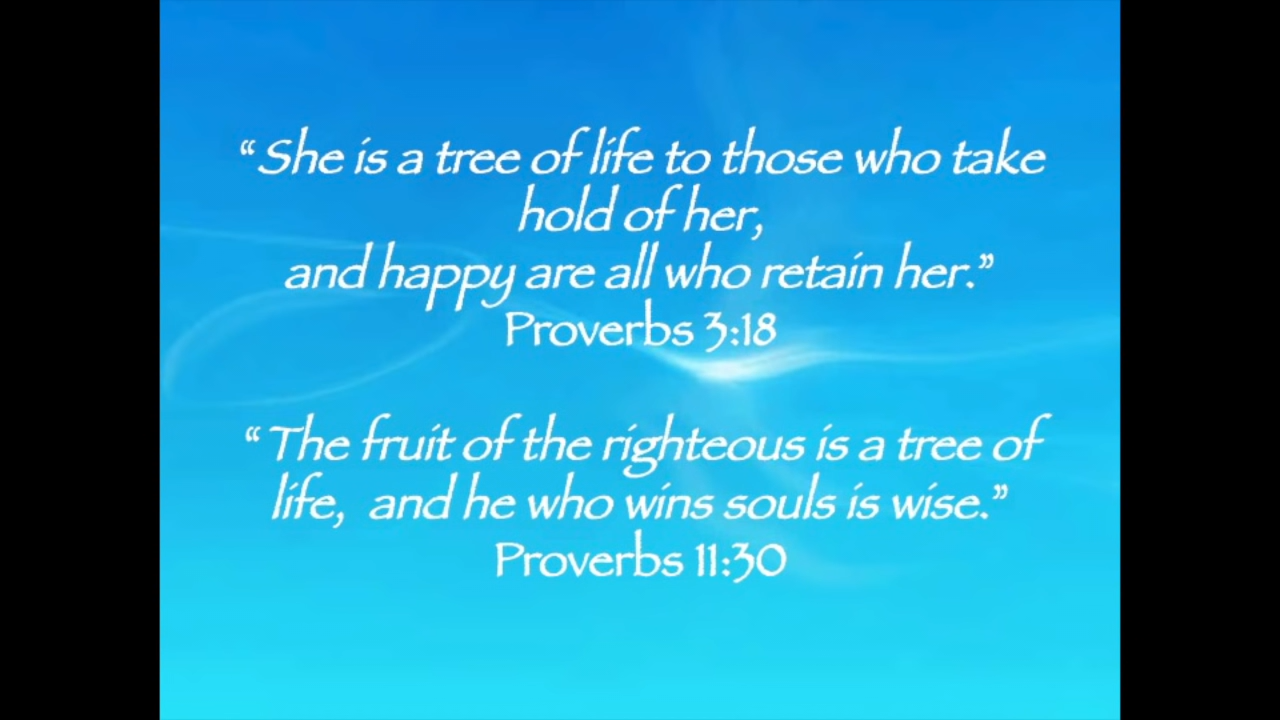 “She is a tree of life to those who take
hold of her,
and happy are all who retain her.”
Proverbs 3:18
“The fruit of the righteous is a tree of
life,  and he who wins souls is wise.”
Proverbs 11:30